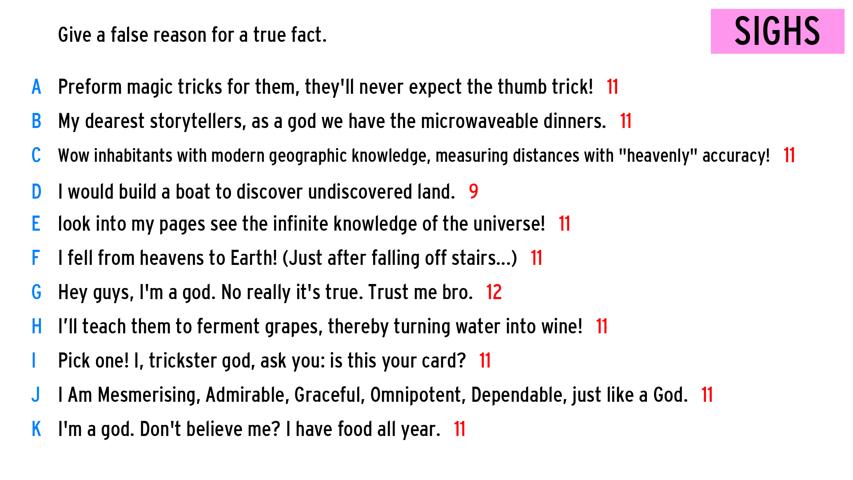 Give a false reason for a true fact.
SIGHS
A Preform magic tricks for them, they'll never expect the thumb trick! 11
B My dearest storytellers, as a god we have the microwaveable dinners. 11
C Wow inhabitants with modern geographic knowledge, measuring distances with "heavenly" accuracy! 11
D I would build a boat to discover undiscovered land. 9
E look into my pages see the infinite knowledge of the universe! 11
F I fell from heavens to Earth! (Just after falling off stairs...) 11
G Hey guys, I'm a god. No really it's true. Trust me bro. 12
H I’ll teach them to ferment grapes, thereby turning water into wine! 11
I Pick one! I, trickster god, ask you: is this your card? 11
J I Am Mesmerising, Admirable, Graceful, Omnipotent, Dependable, just like a God. 11
K I'm a god. Don't believe me? I have food all year. 11